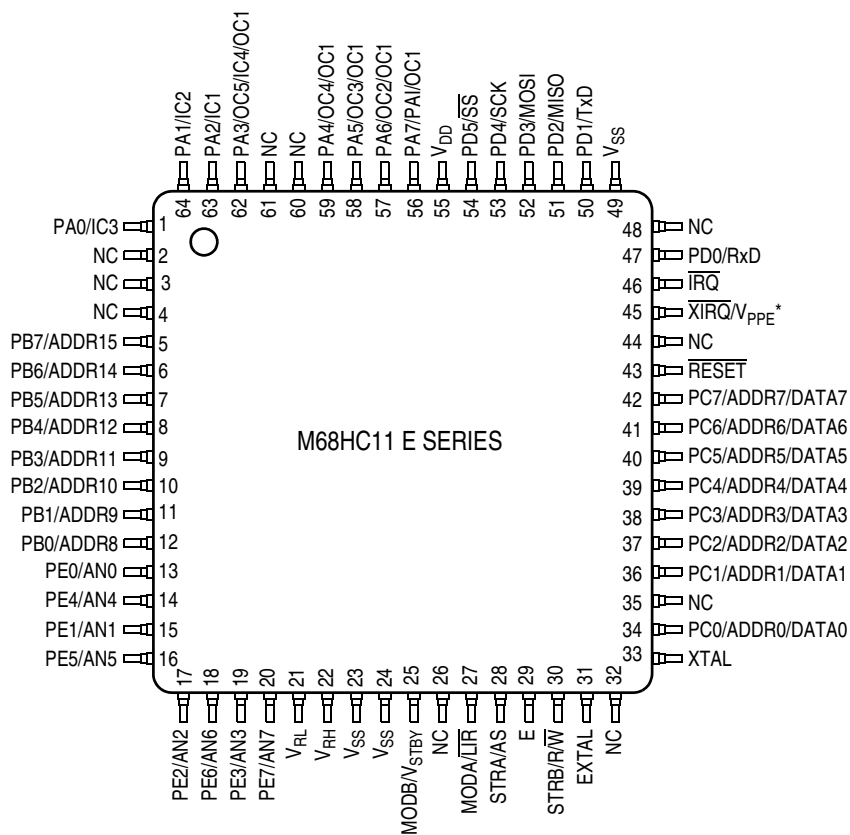 PA1/IC2
PA2/IC1
PA3/OC5/IC4/OC1
NC
NC
PA4/OC4/OC1
PA5/OC3/OC1
PA6/OC2/OC1
PA7/PAI/OC1
VDD
PD5/S̅S̅
PD4/SCK
PD3/MOSI
PD2/MISO
PD1/TxD
VSS
64
63
62
61
60
59
58
57
56
55
54
53
52
51
50
49
PA0/IC3 1
NC 2
NC 3
NC 4
PB7/ADDR15 5
PB6/ADDR14 6
PB5/ADDR13 7
PB4/ADDR12 8
PB3/ADDR11 9
PB2/ADDR10 10
PB1/ADDR9 11
PB0/ADDR8 12
PE0/AN0 13
PE4/AN4 14
PE1/AN1 15
PE5/AN5 16
M68HC11 E SERIES
48 NC
47 PD0/RxD
46 I̅R̅Q̅
45 X̅I̅R̅Q̅/VPPE*
44 NC
43 R̅E̅S̅E̅T̅
42 PC7/ADDR7/DATA7
41 PC6/ADDR6/DATA6
40 PC5/ADDR5/DATA5
39 PC4/ADDR4/DATA4
38 PC3/ADDR3/DATA3
37 PC2/ADDR2/DATA2
36 PC1/ADDR1/DATA1
35 NC
34 PC0/ADDR0/DATA0
33 XTAL
17
18
19
20
21
22
23
24
25
26
27
28
29
30
31
32
PE2/AN2
PE6/AN6
PE3/AN3
PE7/AN7
VRL
VRH
VSS
VSS
MODB/VSTBY
NC
MODA/L̅I̅R̅
STRA/AS
E
STRB/R/W̅
EXTAL
NC